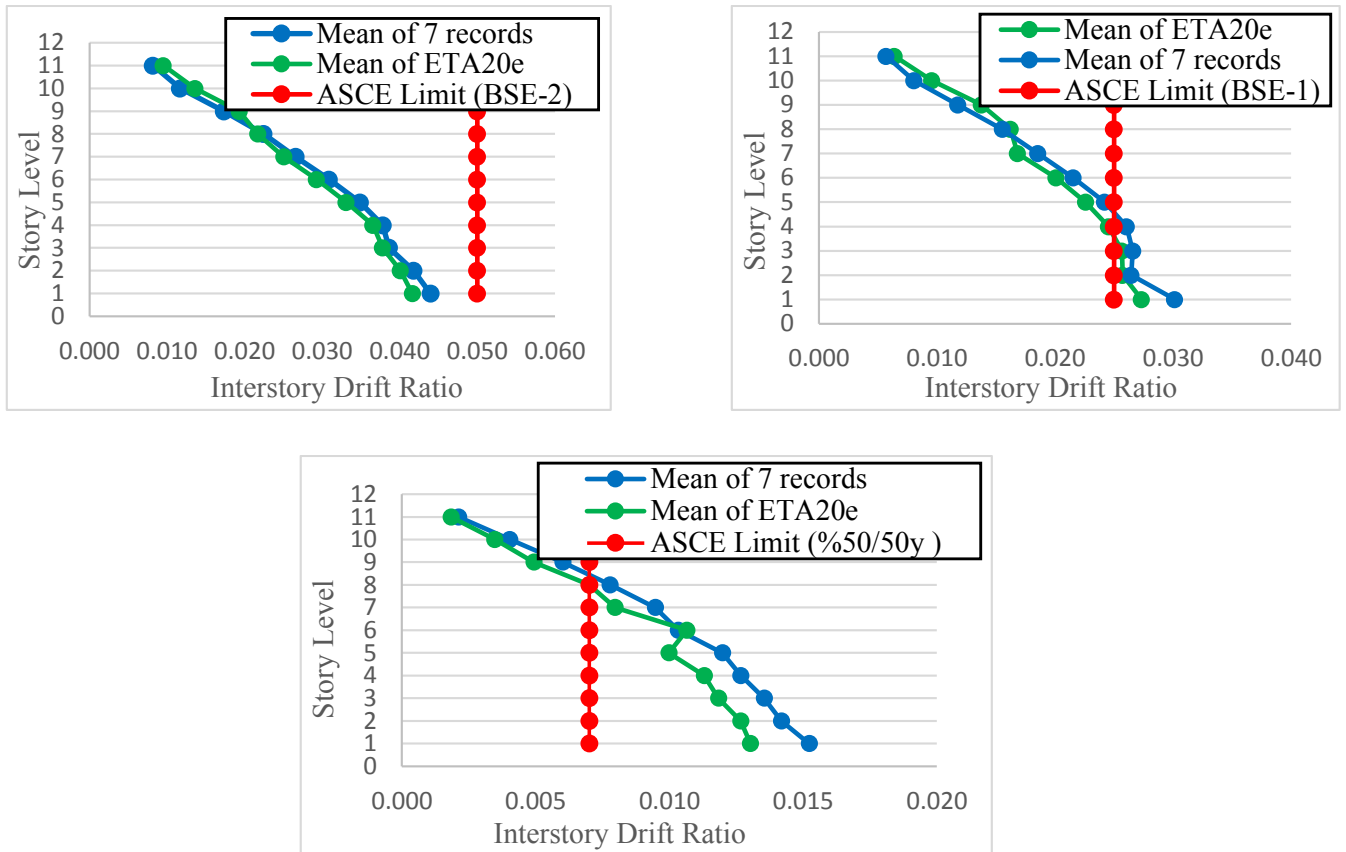 Mean of 7 records
Mean of ETA20e
ASCE Limit (BSE-2)
12
11
10
9
8
7
6
5
4
3
2
1
0
Story Level
0.000 0.010 0.020 0.030 0.040 0.050 0.060
Interstory Drift Ratio
Mean of ETA20e
Mean of 7 records
ASCE Limit (BSE-1)
12
11
10
9
8
7
6
5
4
3
2
1
0
Story Level
0.000 0.010 0.020 0.030 0.040
Interstory Drift Ratio
Mean of 7 records
Mean of ETA20e
ASCE Limit (%50/50y )
12
11
10
9
8
7
6
5
4
3
2
1
0
Story Level
0.000 0.005 0.010 0.015 0.020
Interstory Drift Ratio